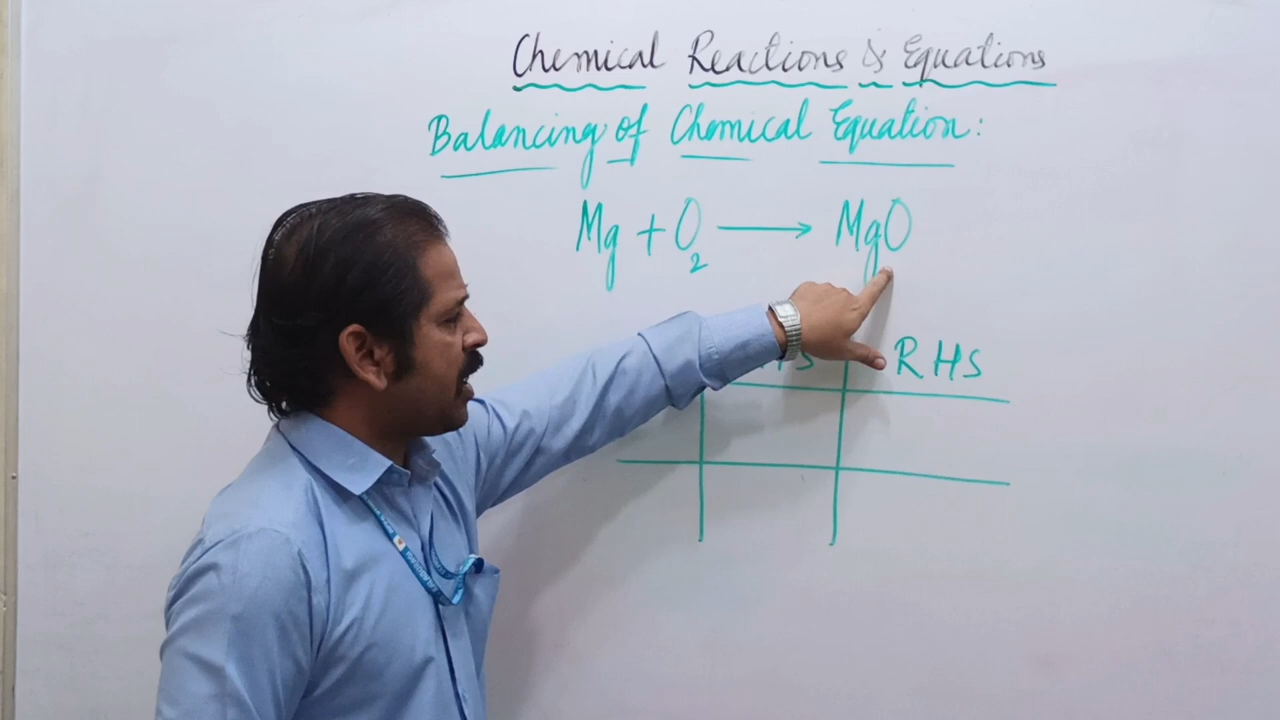 Chemical Reactions & Equations
Balancing of Chemical Equation:
Mg + O₂ → MgO
RHS